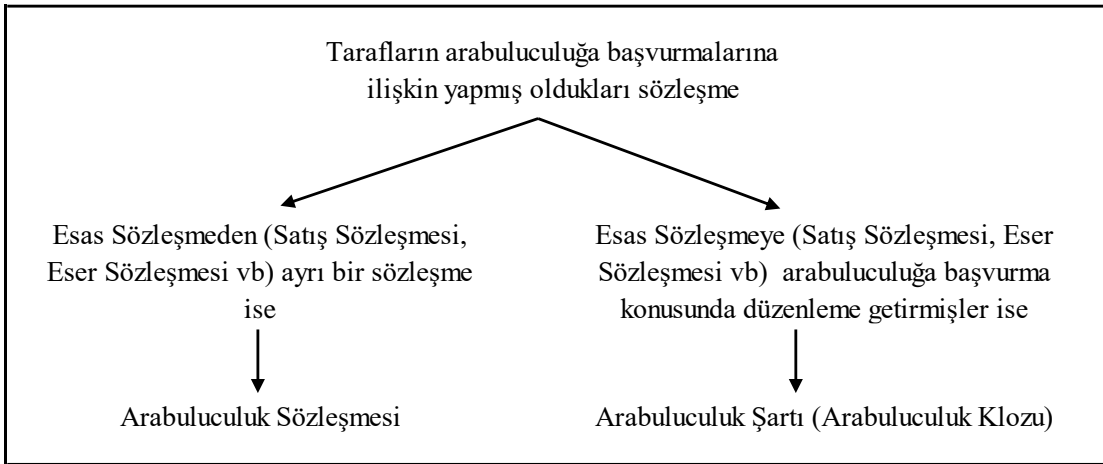 Tarafların arabuluculuğa başvurmalarına
ilişkin yapmış oldukları sözleşme
Esas Sözleşmeden (Satış Sözleşmesi,
Eser Sözleşmesi vb) ayrı bir sözleşme
ise
Arabuluculuk Sözleşmesi
Esas Sözleşmeye (Satış Sözleşmesi, Eser
Sözleşmesi vb) arabuluculuğa başvurma
konusunda düzenleme getirmişler ise
Arabuluculuk Şartı (Arabuluculuk Klozu)